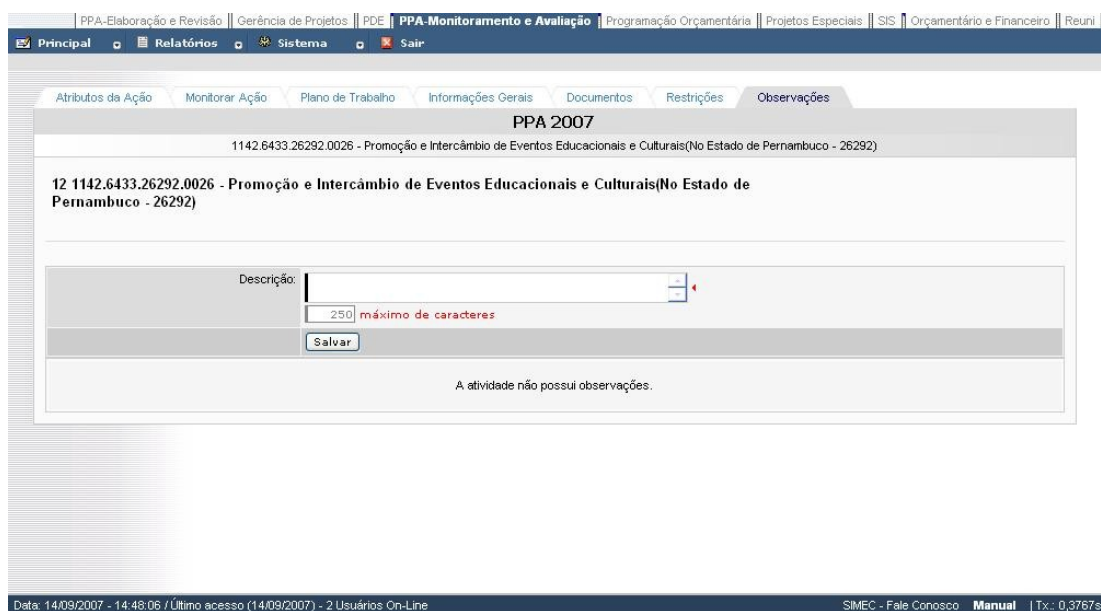 PPA-Elaboração e Revisão || Gerência de Projetos || PDE || PPA-Monitoramento e Avaliação || Programação Orçamentária || Projetos Especiais || SIS || Orçamentário e Financeiro || Reuni
Principal Relatórios Sistema Sair
Atributos da Ação Monitorar Ação Plano de Trabalho Informações Gerais Documentos Restrições Observações
PPA 2007
1142.6433.26292.0026 - Promoção e Intercâmbio de Eventos Educacionais e Culturais(No Estado de Pernambuco - 26292)
12 1142.6433.26292.0026 - Promoção e Intercâmbio de Eventos Educacionais e Culturais(No Estado de
Pernambuco - 26292)
Descrição:
250 máximo de caracteres
Salvar
A atividade não possui observações.
Data: 14/09/2007 - 14:48:06 / Último acesso (14/09/2007) - 2 Usuários On-Line SIMEC - Fale Conosco Manual | Tx.: 0,3767s